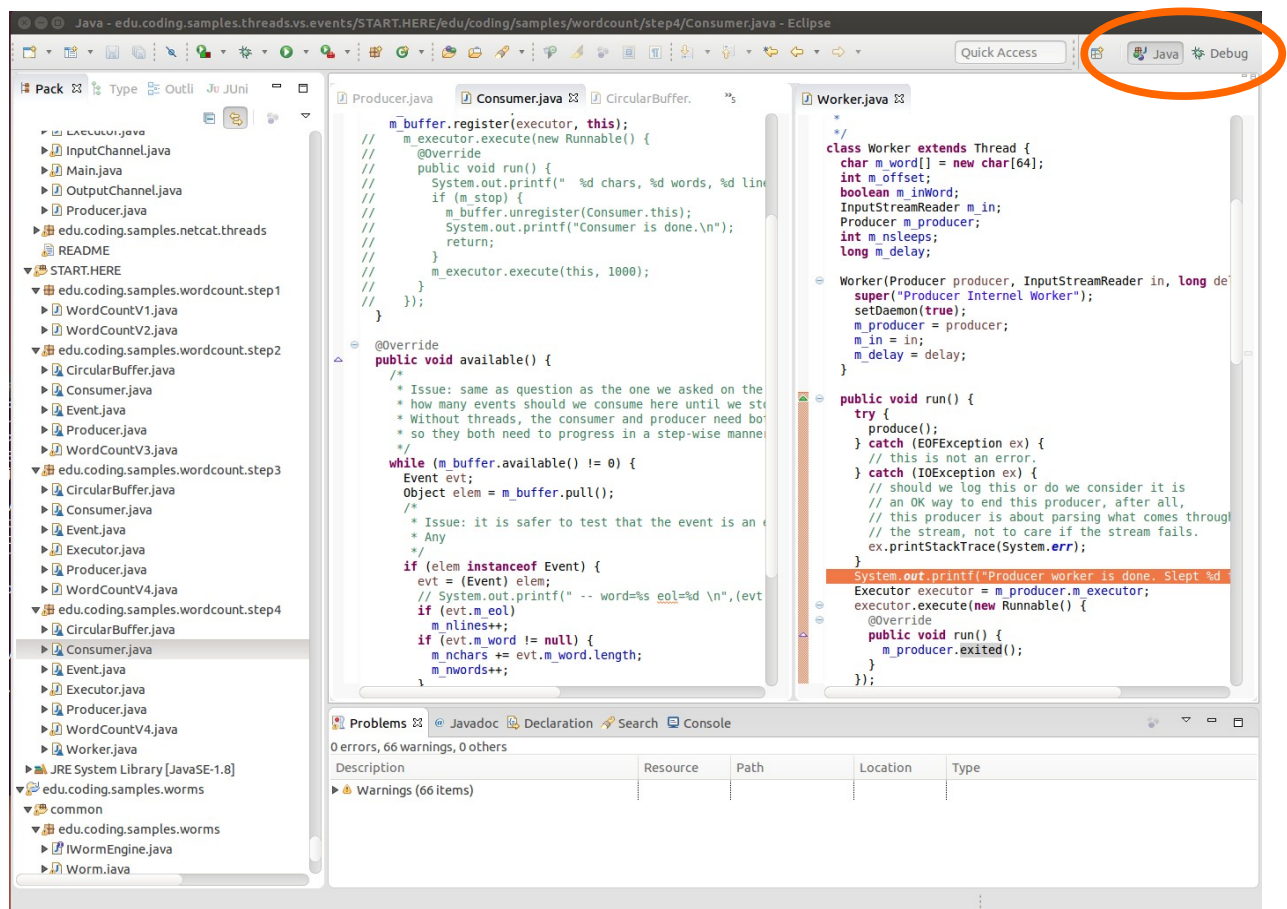 Java - edu.coding.samples.threads.vs.events/START.HERE/edu/coding/samples/wordcount/step4/Consumer.java - Eclipse
Quick Access
Java
Debug
Pack
Type
Outli
JUni
Executor.java
InputChannel.java
Main.java
OutputChannel.java
Producer.java
edu.coding.samples.netcat.threads
README
START.HERE
edu.coding.samples.wordcount.step1
WordCountV1.java
WordCountV2.java
edu.coding.samples.wordcount.step2
CircularBuffer.java
Consumer.java
Event.java
Producer.java
WordCountV3.java
edu.coding.samples.wordcount.step3
CircularBuffer.java
Consumer.java
Event.java
Executor.java
Producer.java
WordCountV4.java
edu.coding.samples.wordcount.step4
CircularBuffer.java
Consumer.java
Event.java
Executor.java
Producer.java
WordCountV4.java
Worker.java
JRE System Library [JavaSE-1.8]
edu.coding.samples.worms
common
edu.coding.samples.worms
IWormEngine.java
Worm.java
Producer.java
Consumer.java
CircularBuffer.
»5
m_buffer.register(executor, this);
// m_executor.execute(new Runnable() {
// @Override
// public void run() {
// System.out.printf(" %d chars, %d words, %d line
// if (m_stop) {
// m_buffer.unregister(Consumer.this);
// System.out.printf("Consumer is done.\n");
// return;
// }
// m_executor.execute(this, 1000);
// }
// });
}
@Override
public void available() {
/*
* Issue: same as question as the one we asked on the
* how many events should we consume here until we sto
* Without threads, the consumer and producer need bot
* so they both need to progress in a step-wise manner
*/
while (m_buffer.available() != 0) {
Event evt;
Object elem = m_buffer.pull();
/*
* Issue: it is safer to test that the event is an e
* Any
*/
if (elem instanceof Event) {
evt = (Event) elem;
// System.out.printf(" -- word=%s eol=%d \n",(evt
if (evt.m_eol)
m_nlines++;
if (evt.m_word != null) {
m_nchars += evt.m_word.length;
m_nwords++;
}
Worker.java
*
*/
class Worker extends Thread {
char m_word[] = new char[64];
int m_offset;
boolean m_inWord;
InputStreamReader m_in;
Producer m_producer;
int m_nsleeps;
long m_delay;
Worker(Producer producer, InputStreamReader in, long de
super("Producer Internal Worker");
setDaemon(true);
m_producer = producer;
m_in = in;
m_delay = delay;
}
public void run() {
try {
produce();
} catch (EOFException ex) {
// this is not an error.
} catch (IOException ex) {
// should we log this or do we consider it is
// an OK way to end this producer, after all,
// this producer is about parsing what comes through
// the stream, not to care if the stream fails.
ex.printStackTrace(System.err);
}
System.out.printf("Producer worker is done. Slept %d
Executor executor = m_producer.m_executor;
executor.execute(new Runnable() {
@Override
public void run() {
m_producer.exited();
}
});
Problems
Javadoc
Declaration
Search
Console
0 errors, 66 warnings, 0 others
Description
Resource
Path
Location
Type
Warnings (66 items)